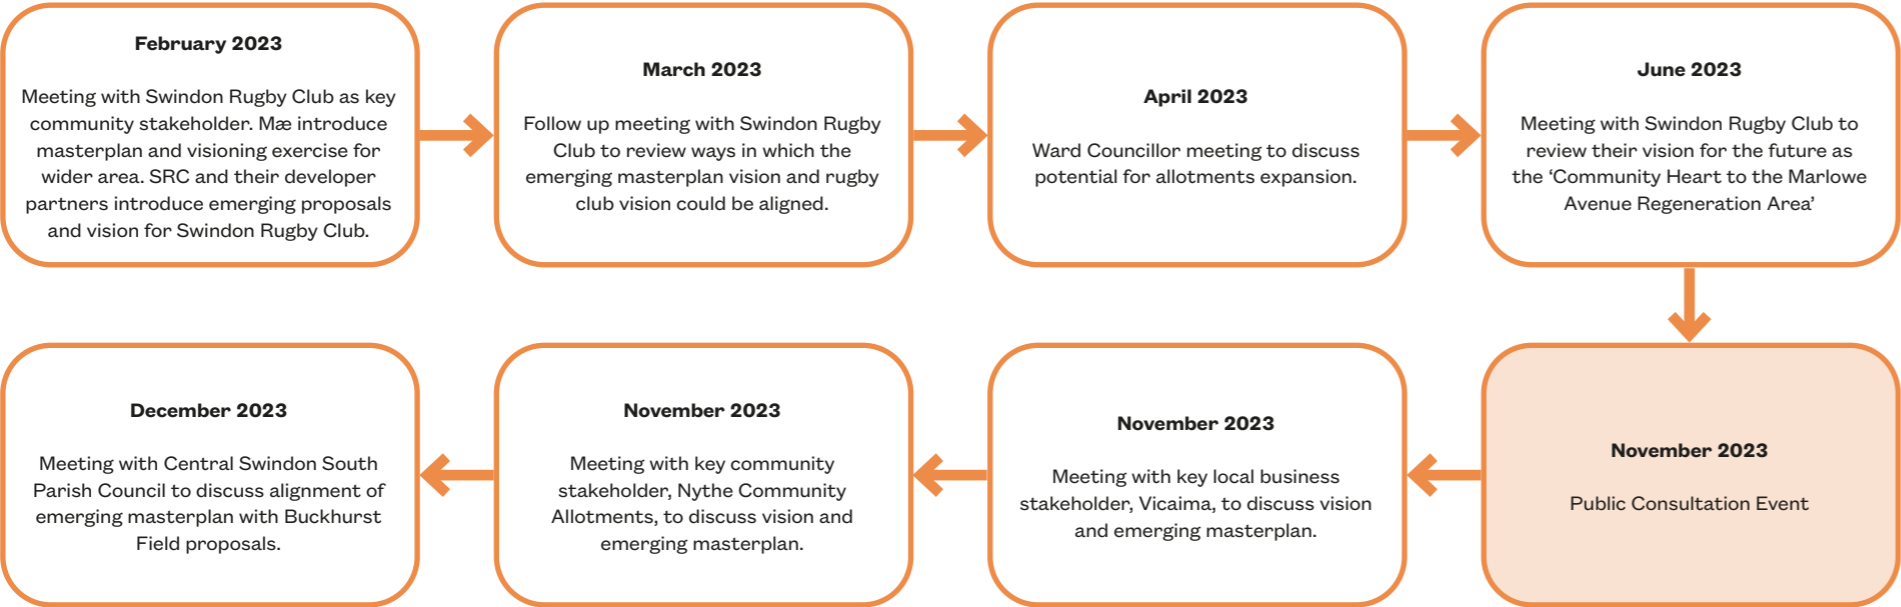 February 2023
Meeting with Swindon Rugby Club as key
community stakeholder. Mæ introduce
masterplan and visioning exercise for
wider area. SRC and their developer
partners introduce emerging proposals
and vision for Swindon Rugby Club.
March 2023
Follow up meeting with Swindon Rugby
Club to review ways in which the
emerging masterplan vision and rugby
club vision could be aligned.
April 2023
Ward Councillor meeting to discuss
potential for allotments expansion.
June 2023
Meeting with Swindon Rugby Club to
review their vision for the future as
the ‘Community Heart to the Marlowe
Avenue Regeneration Area’
November 2023
Public Consultation Event
November 2023
Meeting with key local business
stakeholder, Vicaima, to discuss vision
and emerging masterplan.
November 2023
Meeting with key community
stakeholder, Nythe Community
Allotments, to discuss vision and
emerging masterplan.
December 2023
Meeting with Central Swindon South
Parish Council to discuss alignment of
emerging masterplan with Buckhurst
Field proposals.